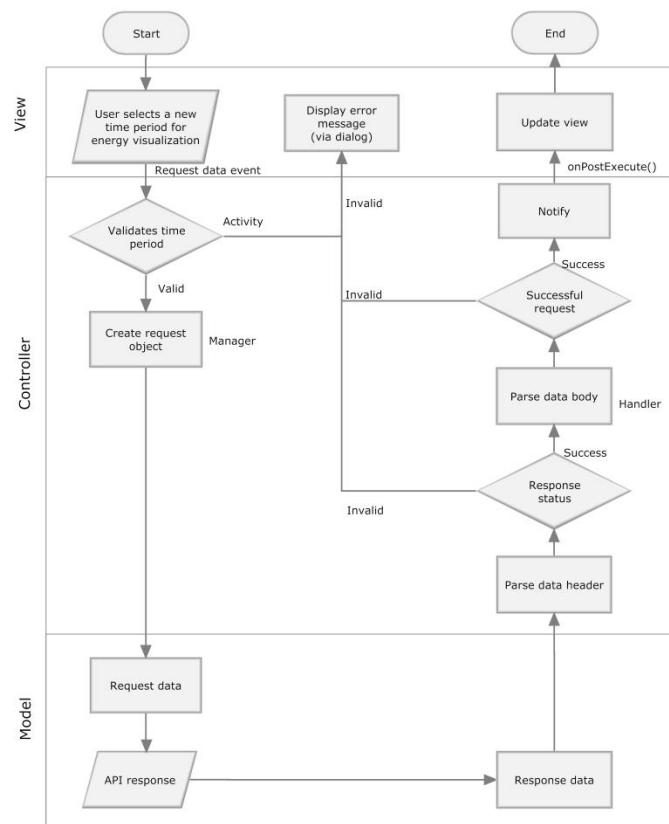 Start
End
View
User selects a new
time period for
energy visualization
Display error
message
(via dialog)
Update view
Request data event
onPostExecute()
Controller
Validates time
period
Activity
Invalid
Notify
Success
Valid
Invalid
Successful
request
Create request
object
Manager
Parse data body
Handler
Success
Response
status
Invalid
Parse data header
Model
Request data
API response
Response data